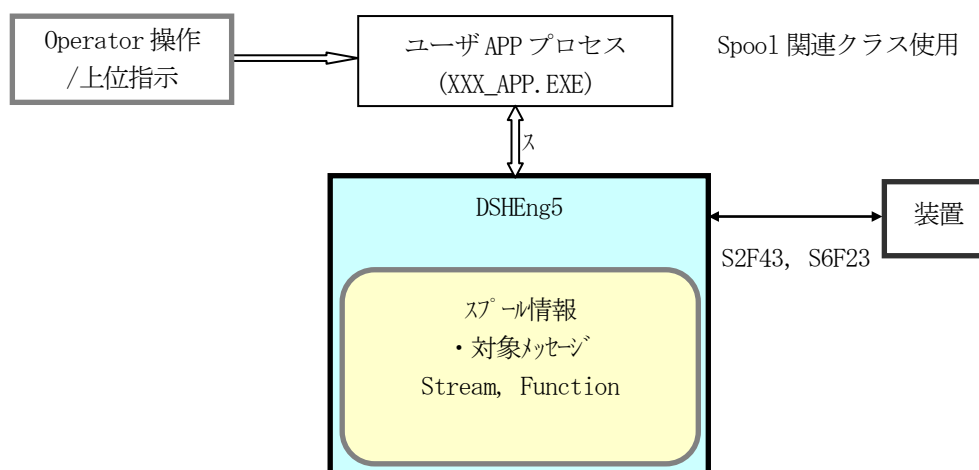 Operator 操作
/上位指示
ユーザ APP プロセス
(XXX_APP.EXE)
Spool 関連クラス使用
ス
DSHEng5
装置
S2F43, S6F23
スプール情報
・対象メッセージ
Stream, Function